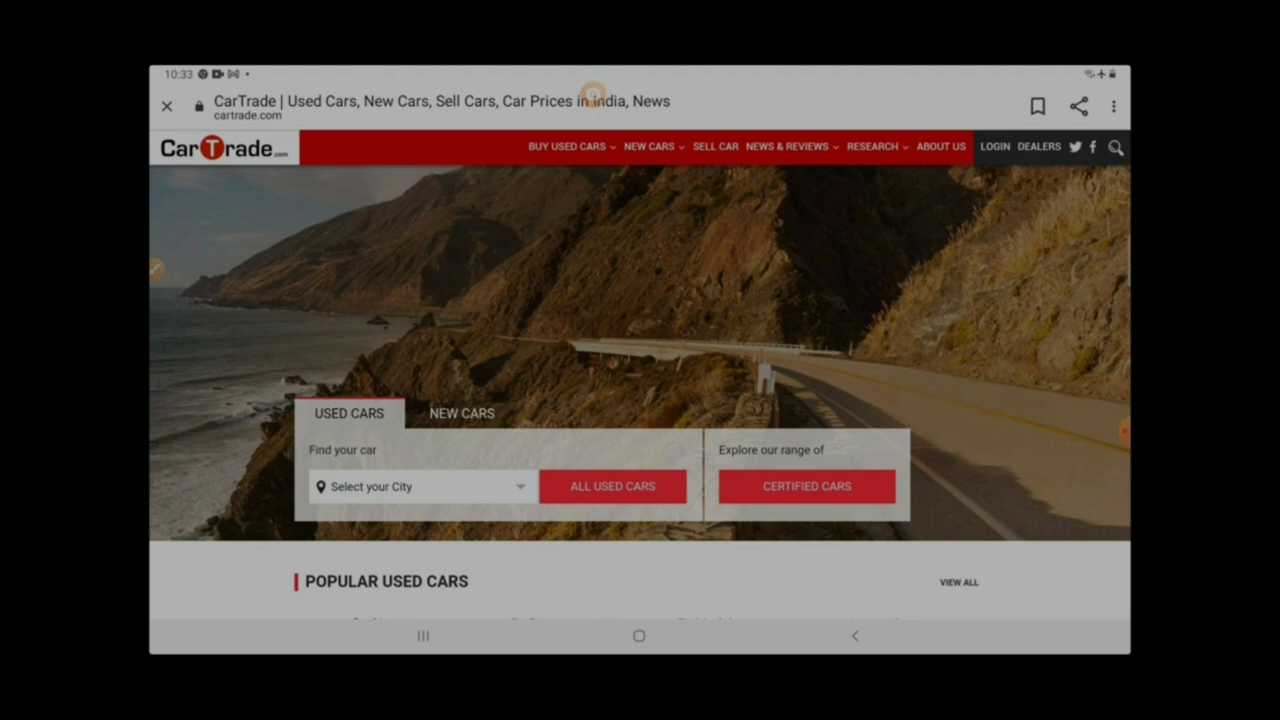 10:33
CarTrade | Used Cars, New Cars, Sell Cars, Car Prices in India, News
cartrade.com
CarTrade.com
BUY USED CARS NEW CARS SELL CAR NEWS & REVIEWS RESEARCH ABOUT US LOGIN DEALERS
USED CARS NEW CARS
Find your car
Explore our range of
Select your City
ALL USED CARS
CERTIFIED CARS
POPULAR USED CARS
VIEW ALL